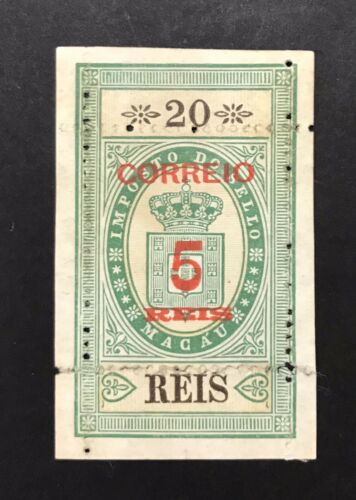 20
CORREIO
IMPOSTO DO SELLO
5
REIS
MACAU
REIS